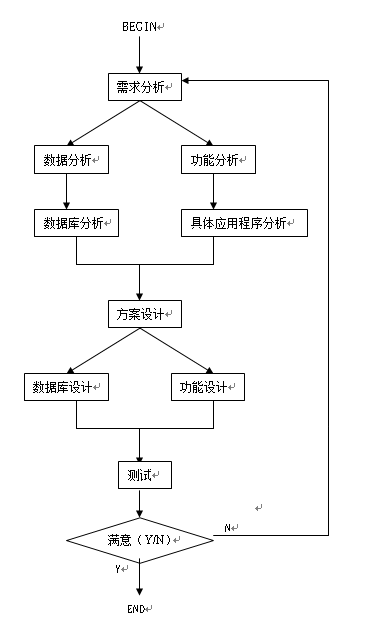 BEGIN
需求分析
数据分析
功能分析
数据库分析
具体应用程序分析
方案设计
数据库设计
功能设计
测试
满意（Y/N）
N
Y
END